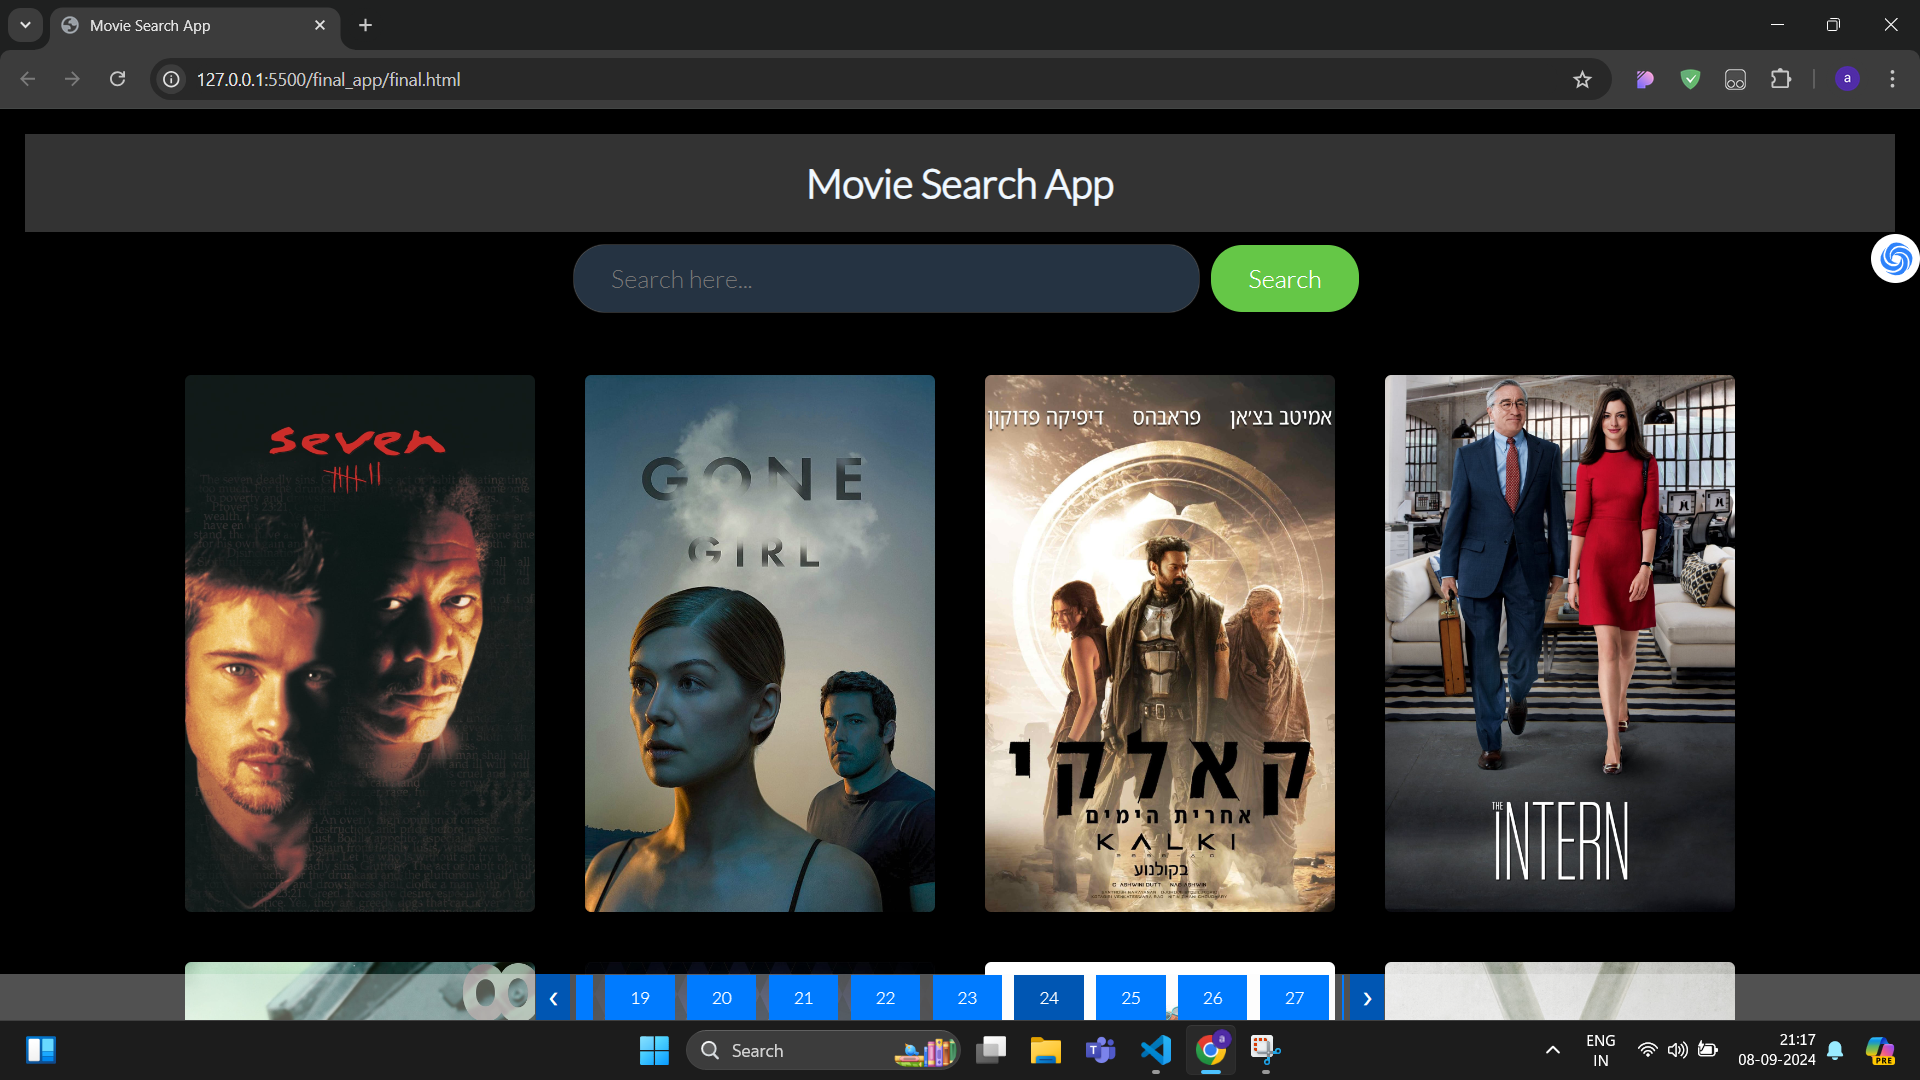 Movie Search App
127.0.0.1:5500/final_app/final.html
a
Movie Search App
Search here...
Search
seven
GONE
GIRL
אמיטב בצ'אן פראבהס דיפיקה פדוקון
קאלקי
אחרית הימים
KALKI
בקולנוע
THE
INTERN
19
20
21
22
23
24
25
26
27
Search
a
ENG
IN
21:17
08-09-2024
PRE